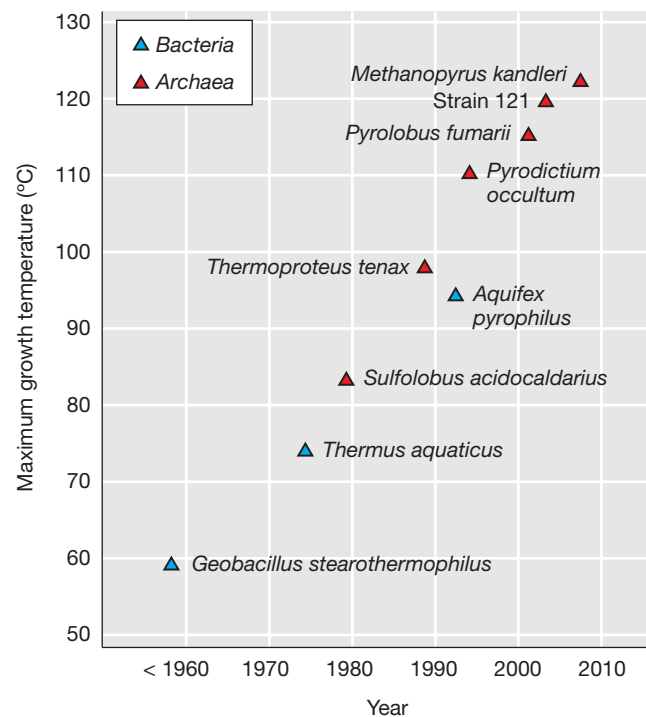 130
Bacteria
Archaea
Methanopyrus kandleri
120
Strain 121
Pyrolobus fumarii
110
Pyrodictium
occultum
100
Thermoproteus tenax
Aquifex
pyrophilus
90
Sulfolobus acidocaldarius
80
Thermus aquaticus
70
60
Geobacillus stearothermophilus
50
Maximum growth temperature (°C)
< 1960 1970 1980 1990 2000 2010
Year